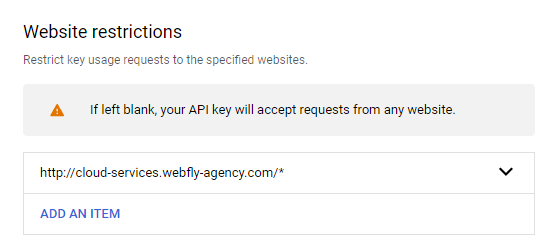 Website restrictions
Restrict key usage requests to the specified websites.
If left blank, your API key will accept requests from any website.
http://cloud-services.webfly-agency.com/*
ADD AN ITEM